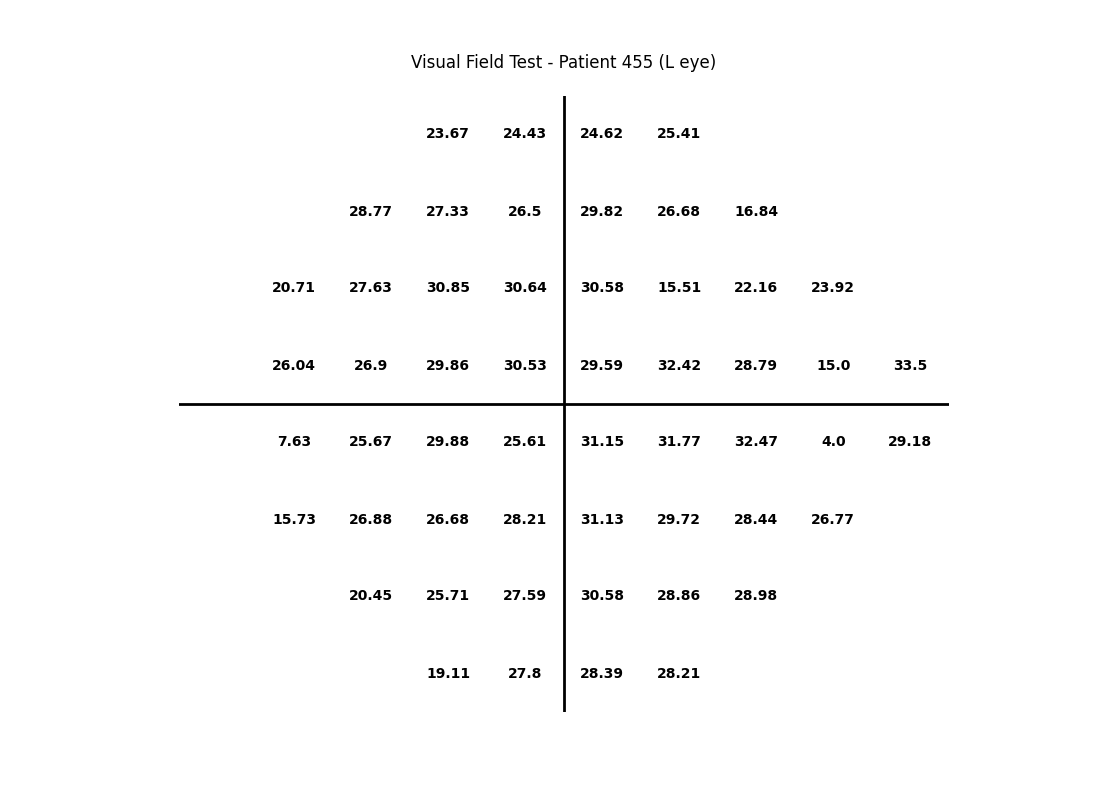 Visual Field Test - Patient 455 (L eye)
23.67 24.43 24.62 25.41
28.77 27.33 26.5 29.82 26.68 16.84
20.71 27.63 30.85 30.64 30.58 15.51 22.16 23.92
26.04 26.9 29.86 30.53 29.59 32.42 28.79 15.0 33.5
7.63 25.67 29.88 25.61 31.15 31.77 32.47 4.0 29.18
15.73 26.88 26.68 28.21 31.13 29.72 28.44 26.77
20.45 25.71 27.59 30.58 28.86 28.98
19.11 27.8 28.39 28.21